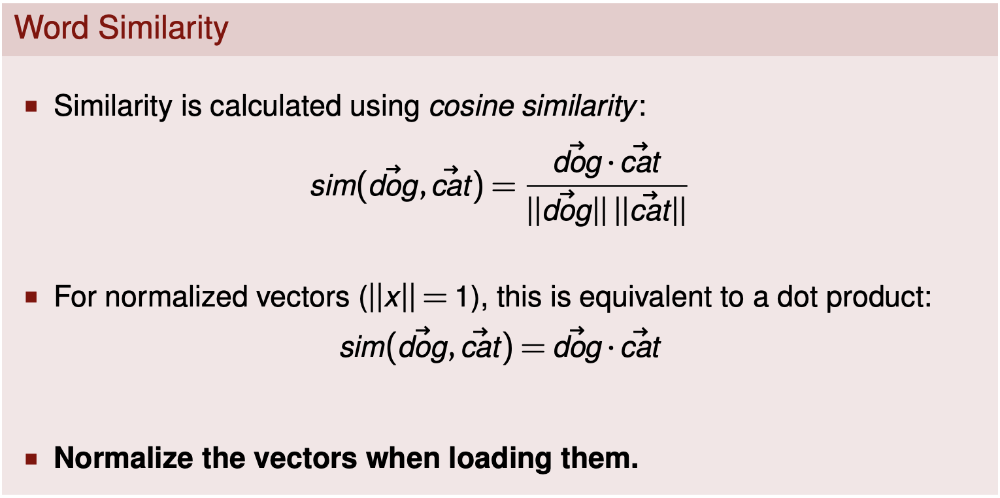 Word Similarity
■ Similarity is calculated using cosine similarity:
$sim(\vec{dog}, \vec{cat}) = \frac{\vec{dog} \cdot \vec{cat}}{||\vec{dog}||\,||\vec{cat}||}$
■ For normalized vectors (||x|| = 1), this is equivalent to a dot product:
$sim(\vec{dog}, \vec{cat}) = \vec{dog} \cdot \vec{cat}$
■ Normalize the vectors when loading them.